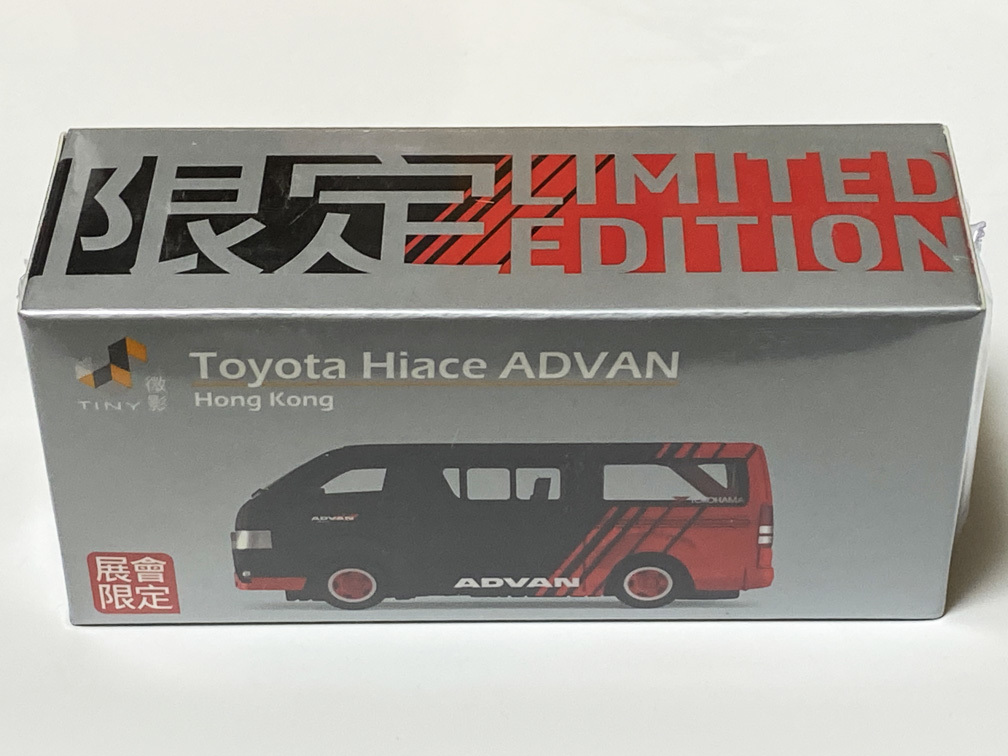 限定 LIMITED
EDITION
TINY 微影
Toyota Hiace ADVAN
Hong Kong
YOKOHAMA
ADVAN
ADVAN
展會
限定